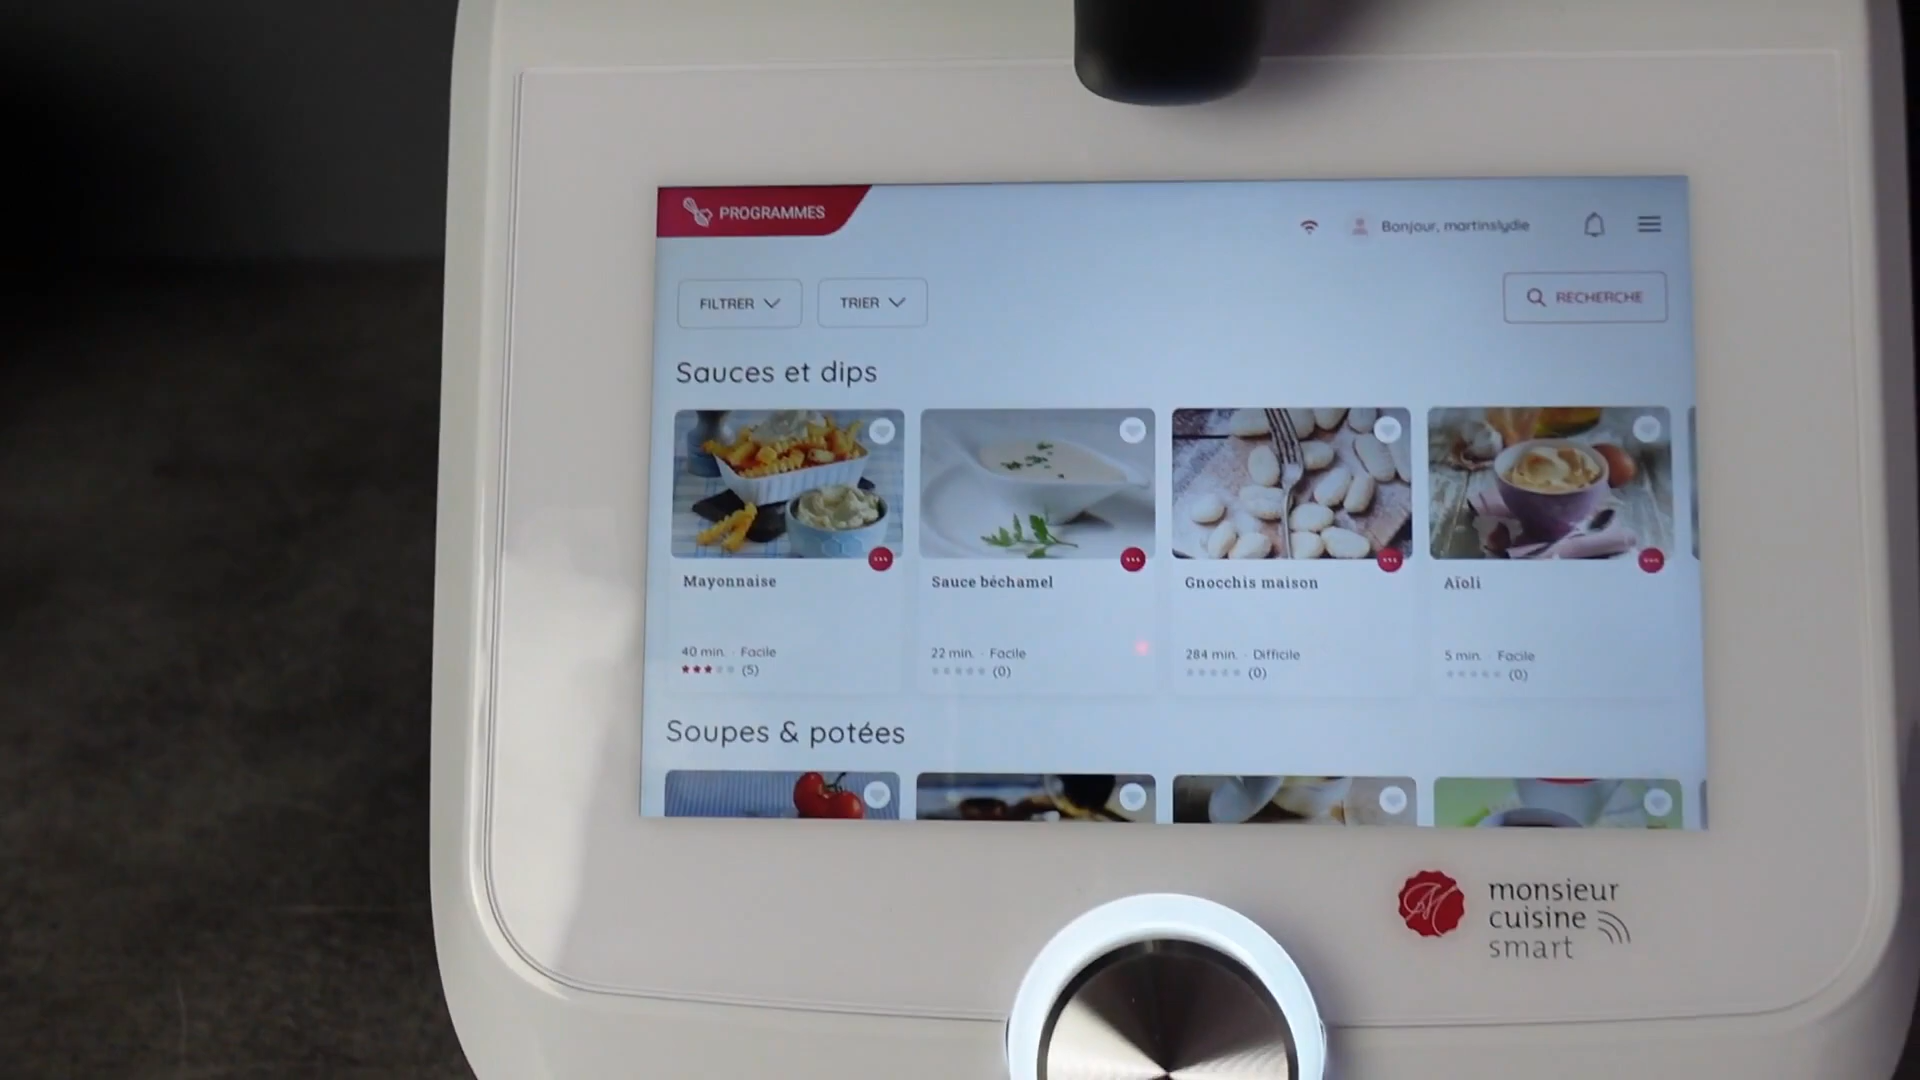 PROGRAMMES
Bonjour, martinslydie
FILTRER
TRIER
RECHERCHE
Sauces et dips
Mayonnaise
Sauce béchamel
Gnocchis maison
Aïoli
40 min. · Facile
22 min. · Facile
284 min. · Difficile
5 min. · Facile
(5)
(0)
(0)
(0)
Soupes & potées
monsieur
cuisine
smart